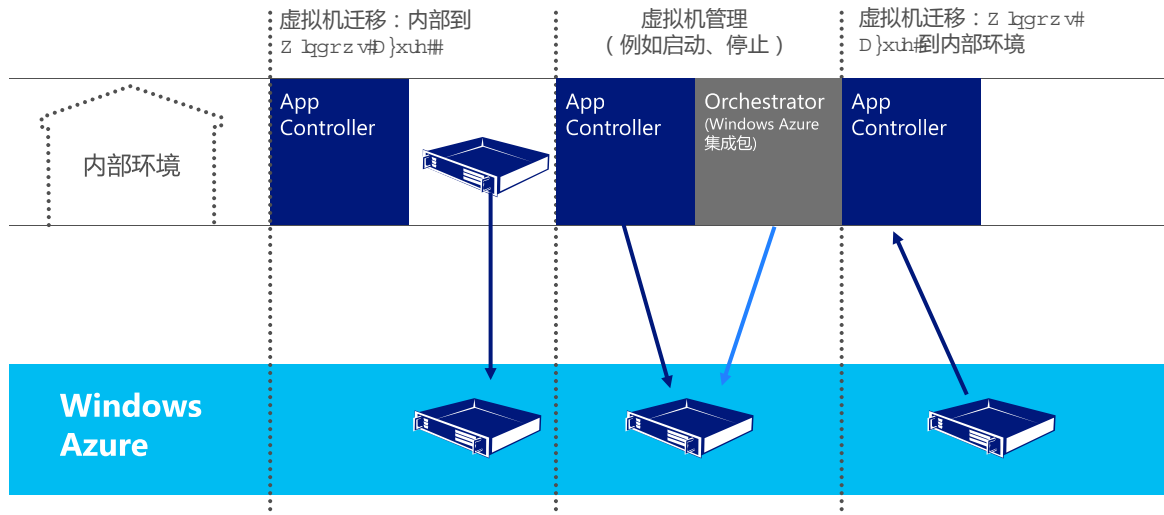 虚拟机迁移：内部到
Z lqgrzv#D}xuh##
虚拟机管理
（例如启动、停止）
虚拟机迁移：Z lqgrzv#
D}xuh#到内部环境
内部环境
App
Controller
App
Controller
Orchestrator
(Windows Azure
集成包)
App
Controller
Windows
Azure